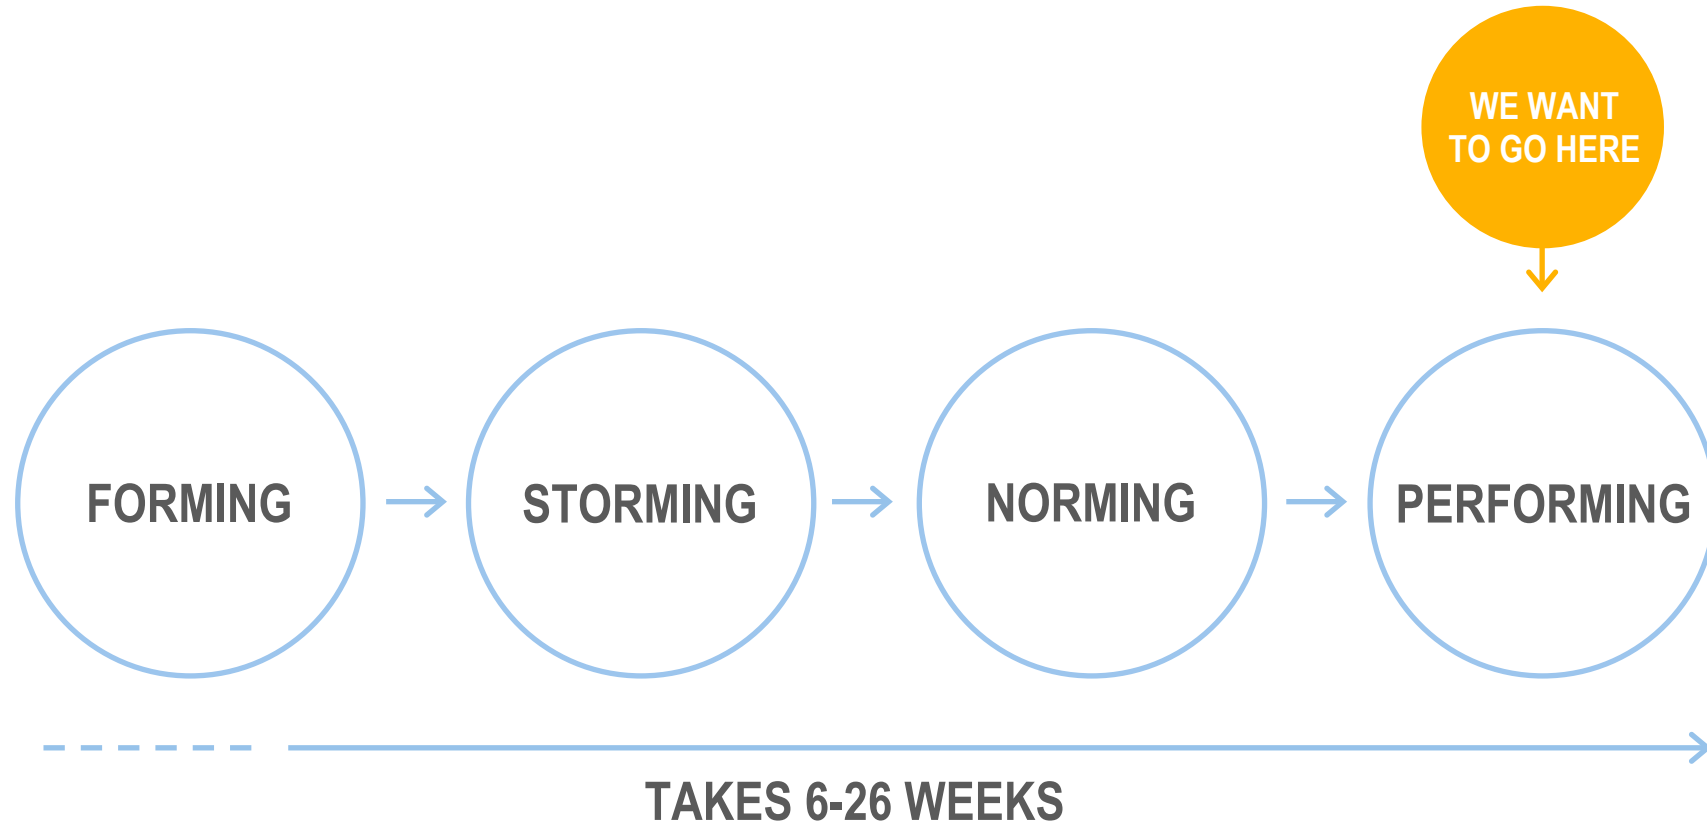 WE WANT
TO GO HERE
FORMING
STORMING
NORMING
PERFORMING
TAKES 6-26 WEEKS